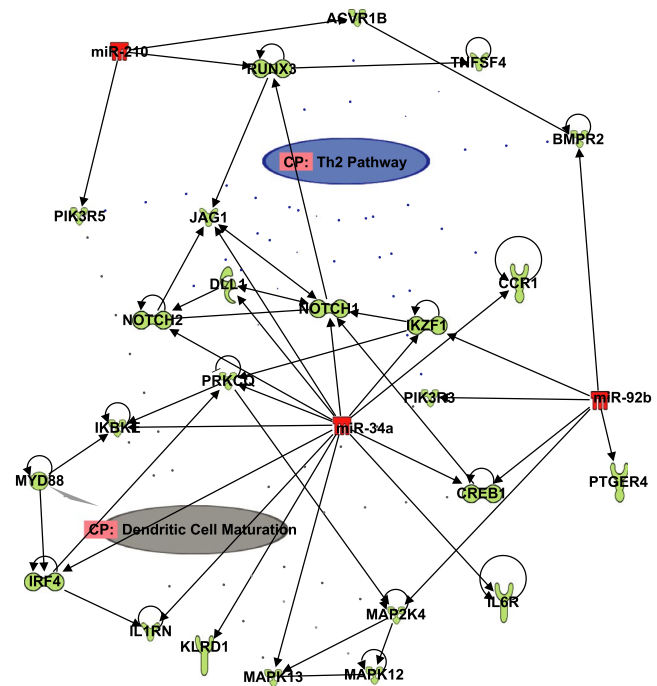 ACVR1B
miR-210
RUNX3
TNFSF4
BMPR2
CP: Th2 Pathway
PIK3R5
JAG1
DLL1
CCR1
NOTCH2
NOTCH1
IKZF1
PRKCQ
PIK3R3
miR-92b
IKBKE
miR-34a
MYD88
CREB1
PTGER4
CP: Dendritic Cell Maturation
IRF4
IL6R
MAP2K4
IL1RN
KLRD1
MAPK13
MAPK12